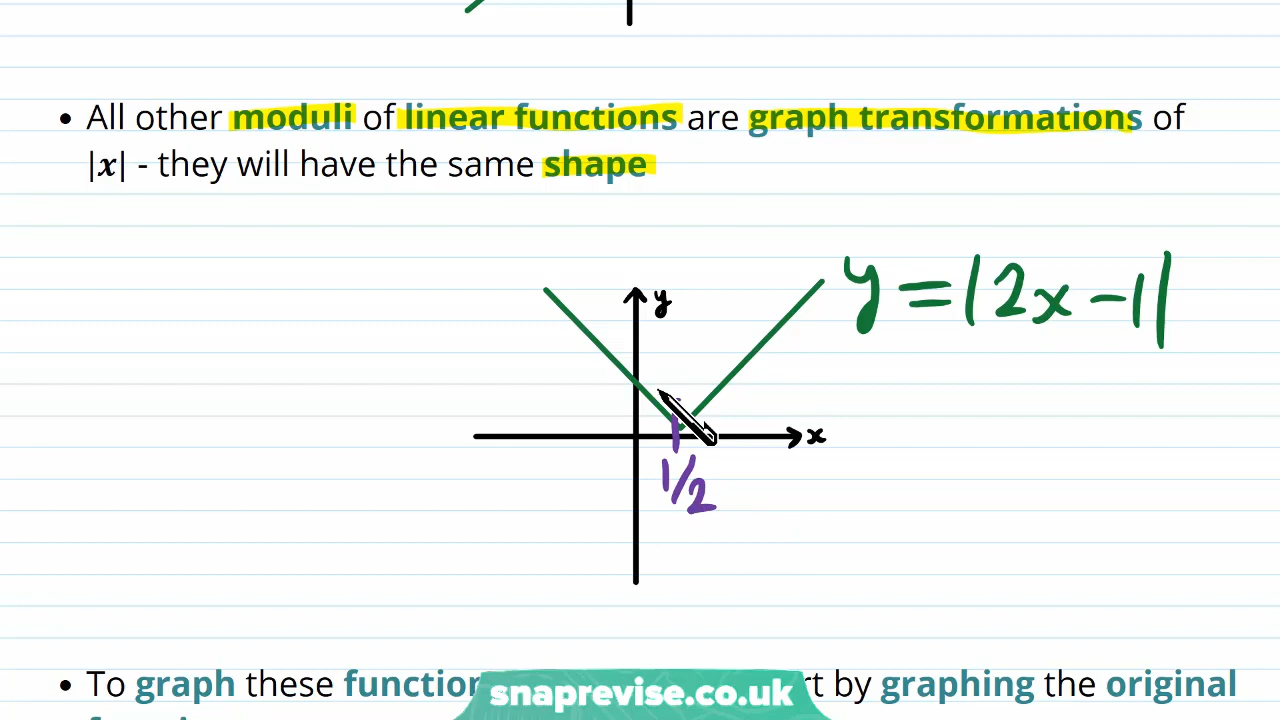 • All other moduli of linear functions are graph transformations of
|x| - they will have the same shape
y = |2x - 1|
y
x
1/2
• To graph these rt by graphing the original
snaprevise.co.uk